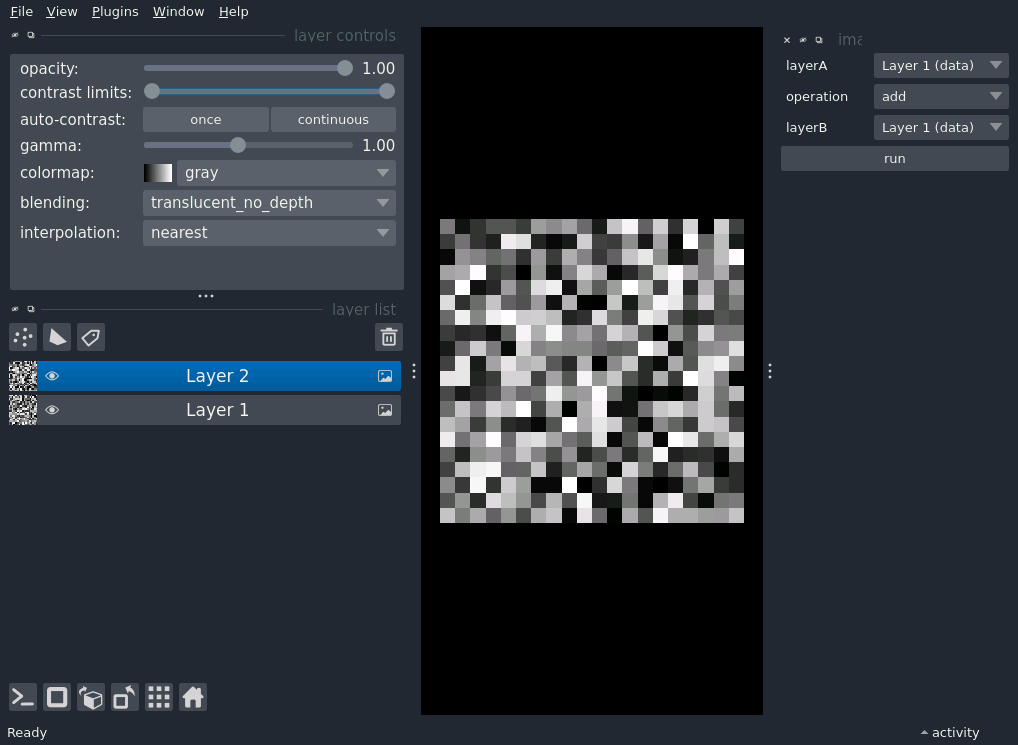 File View Plugins Window Help
layer controls
opacity: 1.00
contrast limits:
auto-contrast: once continuous
gamma: 1.00
colormap: gray
blending: translucent_no_depth
interpolation: nearest
layer list
Layer 2
Layer 1
ima
layerA Layer 1 (data)
operation add
layerB Layer 1 (data)
run
Ready
activity